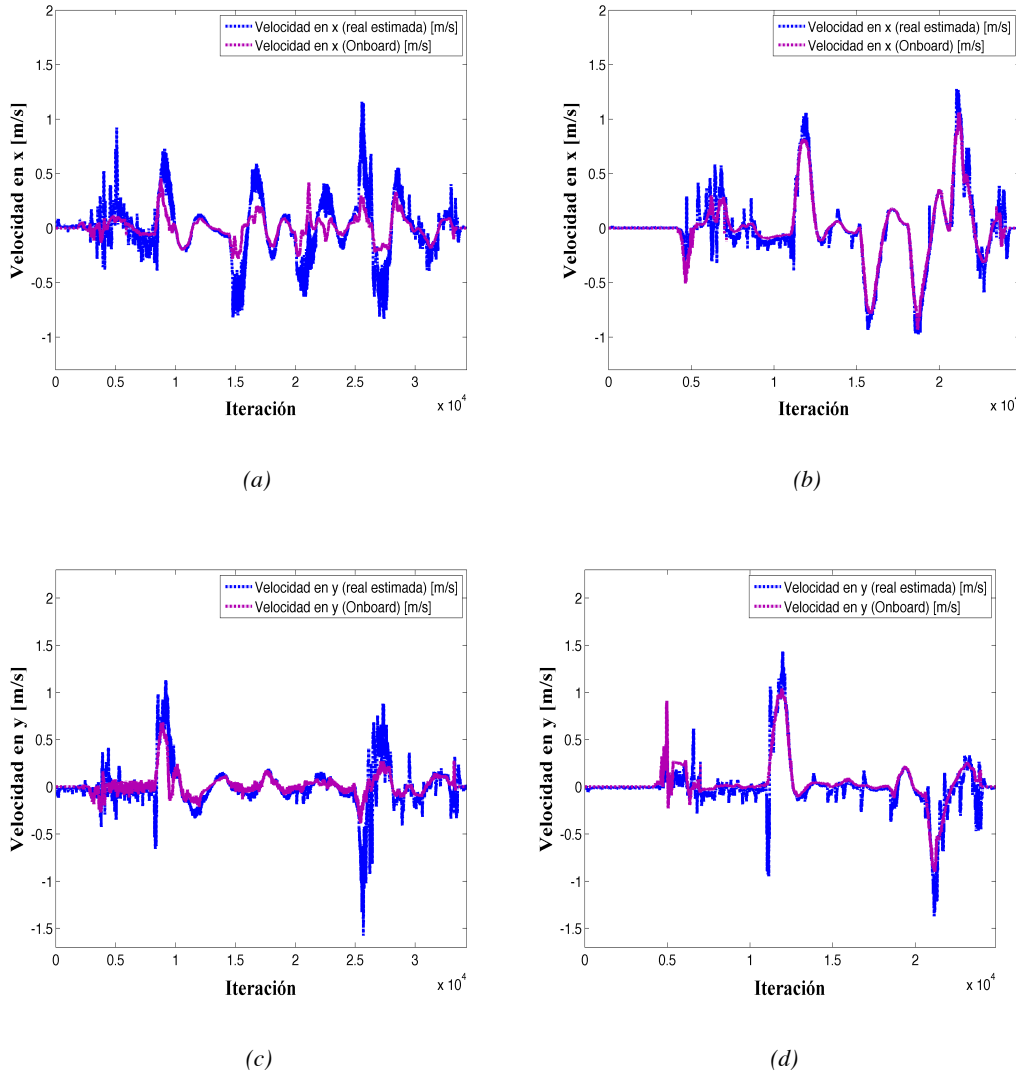 Velocidad en x (real estimada) [m/s]
Velocidad en x (Onboard) [m/s]
Velocidad en x [m/s]
2
1.5
1
0.5
0
-0.5
-1
0 0.5 1 1.5 2 2.5 3
x 10^4
Iteración
(a)
Velocidad en x (real estimada) [m/s]
Velocidad en x (Onboard) [m/s]
Velocidad en x [m/s]
2
1.5
1
0.5
0
-0.5
-1
0 0.5 1 1.5 2
x 10
Iteración
(b)
Velocidad en y (real estimada) [m/s]
Velocidad en y (Onboard) [m/s]
Velocidad en y [m/s]
2
1.5
1
0.5
0
-0.5
-1
-1.5
0 0.5 1 1.5 2 2.5 3
x 10^4
Iteración
(c)
Velocidad en y (real estimada) [m/s]
Velocidad en y (Onboard) [m/s]
Velocidad en y [m/s]
2
1.5
1
0.5
0
-0.5
-1
-1.5
0 0.5 1 1.5 2
x 10^4
Iteración
(d)